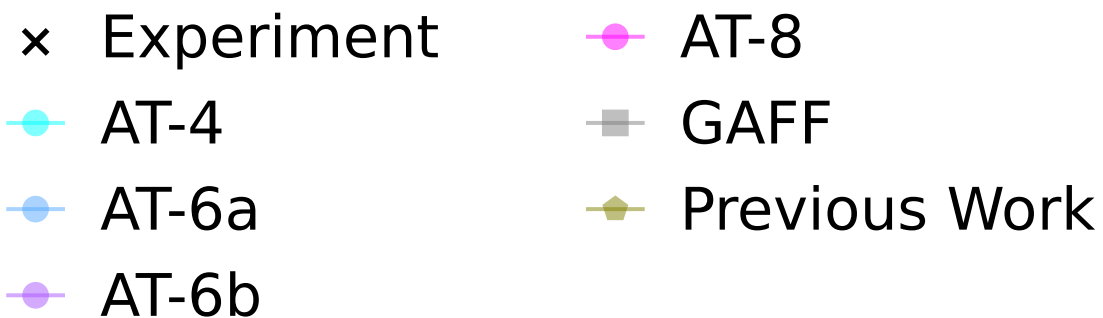 Experiment
AT-4
AT-6a
AT-6b
AT-8
GAFF
Previous Work